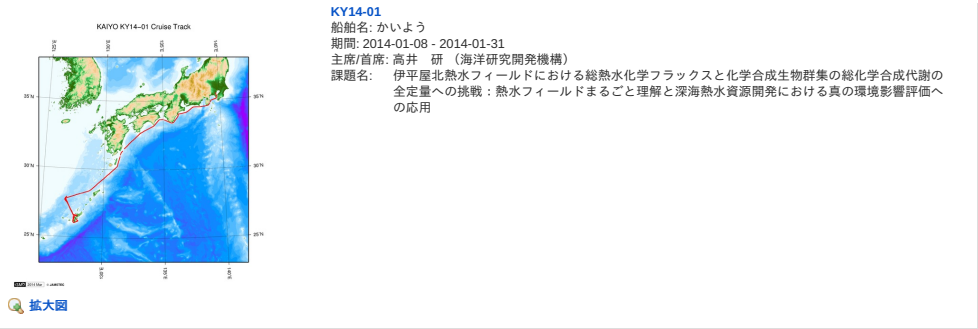 KY14-01
船舶名: かいよう
期間: 2014-01-08 - 2014-01-31
主席/首席: 高井　研 （海洋研究開発機構）
課題名: 伊平屋北熱水フィールドにおける総熱水化学フラックスと化学合成生物群集の総化学合成代謝の
全定量への挑戦：熱水フィールドまるごと理解と深海熱水資源開発における真の環境影響評価へ
の応用
KAIYO KY14-01 Cruise Track
35°N
35°N
30°N
30°N
25°N
25°N
拡大図